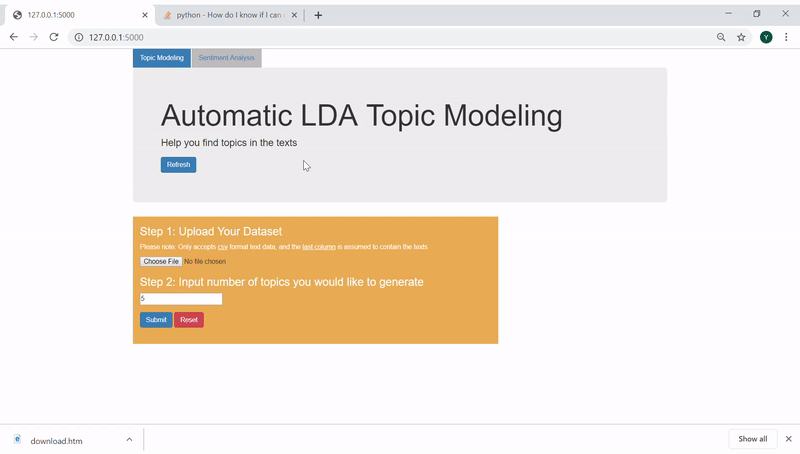 127.0.0.1:5000
python - How do I know if I can
127.0.0.1:5000
Y
Topic Modeling
Sentiment Analysis
Automatic LDA Topic Modeling
Help you find topics in the texts
Refresh
Step 1: Upload Your Dataset
Please note: Only accepts csv format text data, and the last column is assumed to contain the texts
Choose File No file chosen
Step 2: Input number of topics you would like to generate
5
Submit Reset
download.htm
Show all